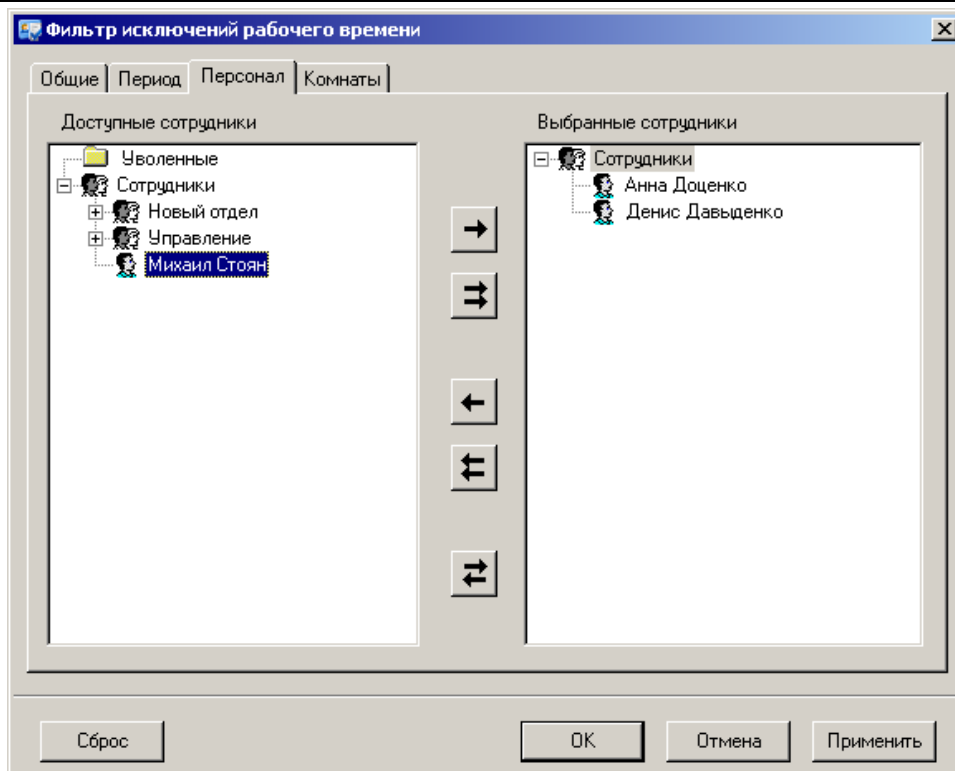 Фильтр исключений рабочего времени
Общие Период Персонал Комнаты
Доступные сотрудники
Уволенные
Сотрудники
Новый отдел
Управление
Михаил Стоян
Выбранные сотрудники
Сотрудники
Анна Доценко
Денис Давыденко
Сброс OK Отмена Применить